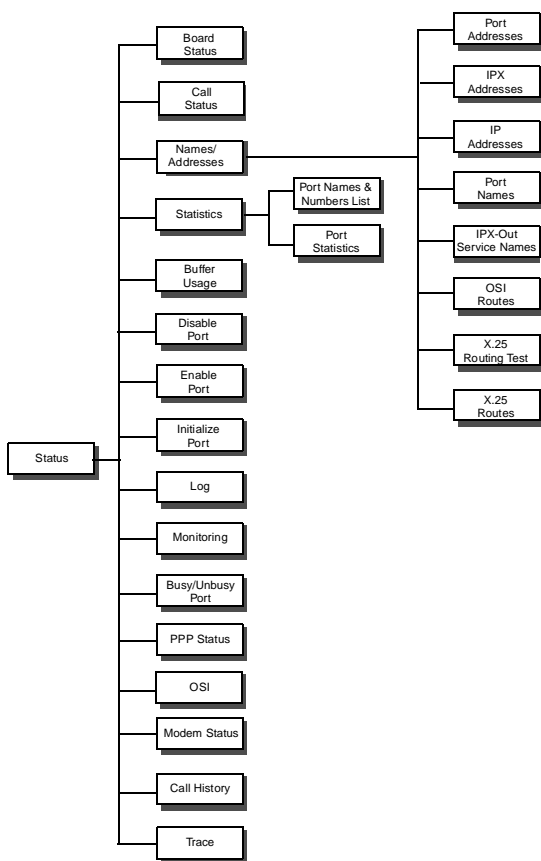 Status
Board
Status
Call
Status
Names/
Addresses
Statistics
Buffer
Usage
Disable
Port
Enable
Port
Initialize
Port
Log
Monitoring
Busy/Unbusy
Port
PPP Status
OSI
Modem Status
Call History
Trace
Port Names &
Numbers List
Port
Statistics
Port
Addresses
IPX
Addresses
IP
Addresses
Port
Names
IPX-Out
Service Names
OSI
Routes
X.25
Routing Test
X.25
Routes